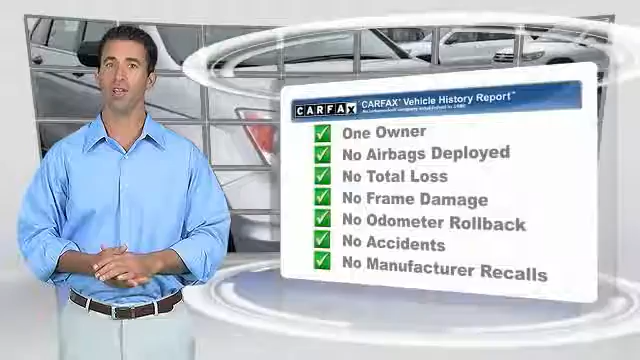 CARFAX
CARFAX® Vehicle History Report™
One Owner
No Airbags Deployed
No Total Loss
No Frame Damage
No Odometer Rollback
No Accidents
No Manufacturer Recalls